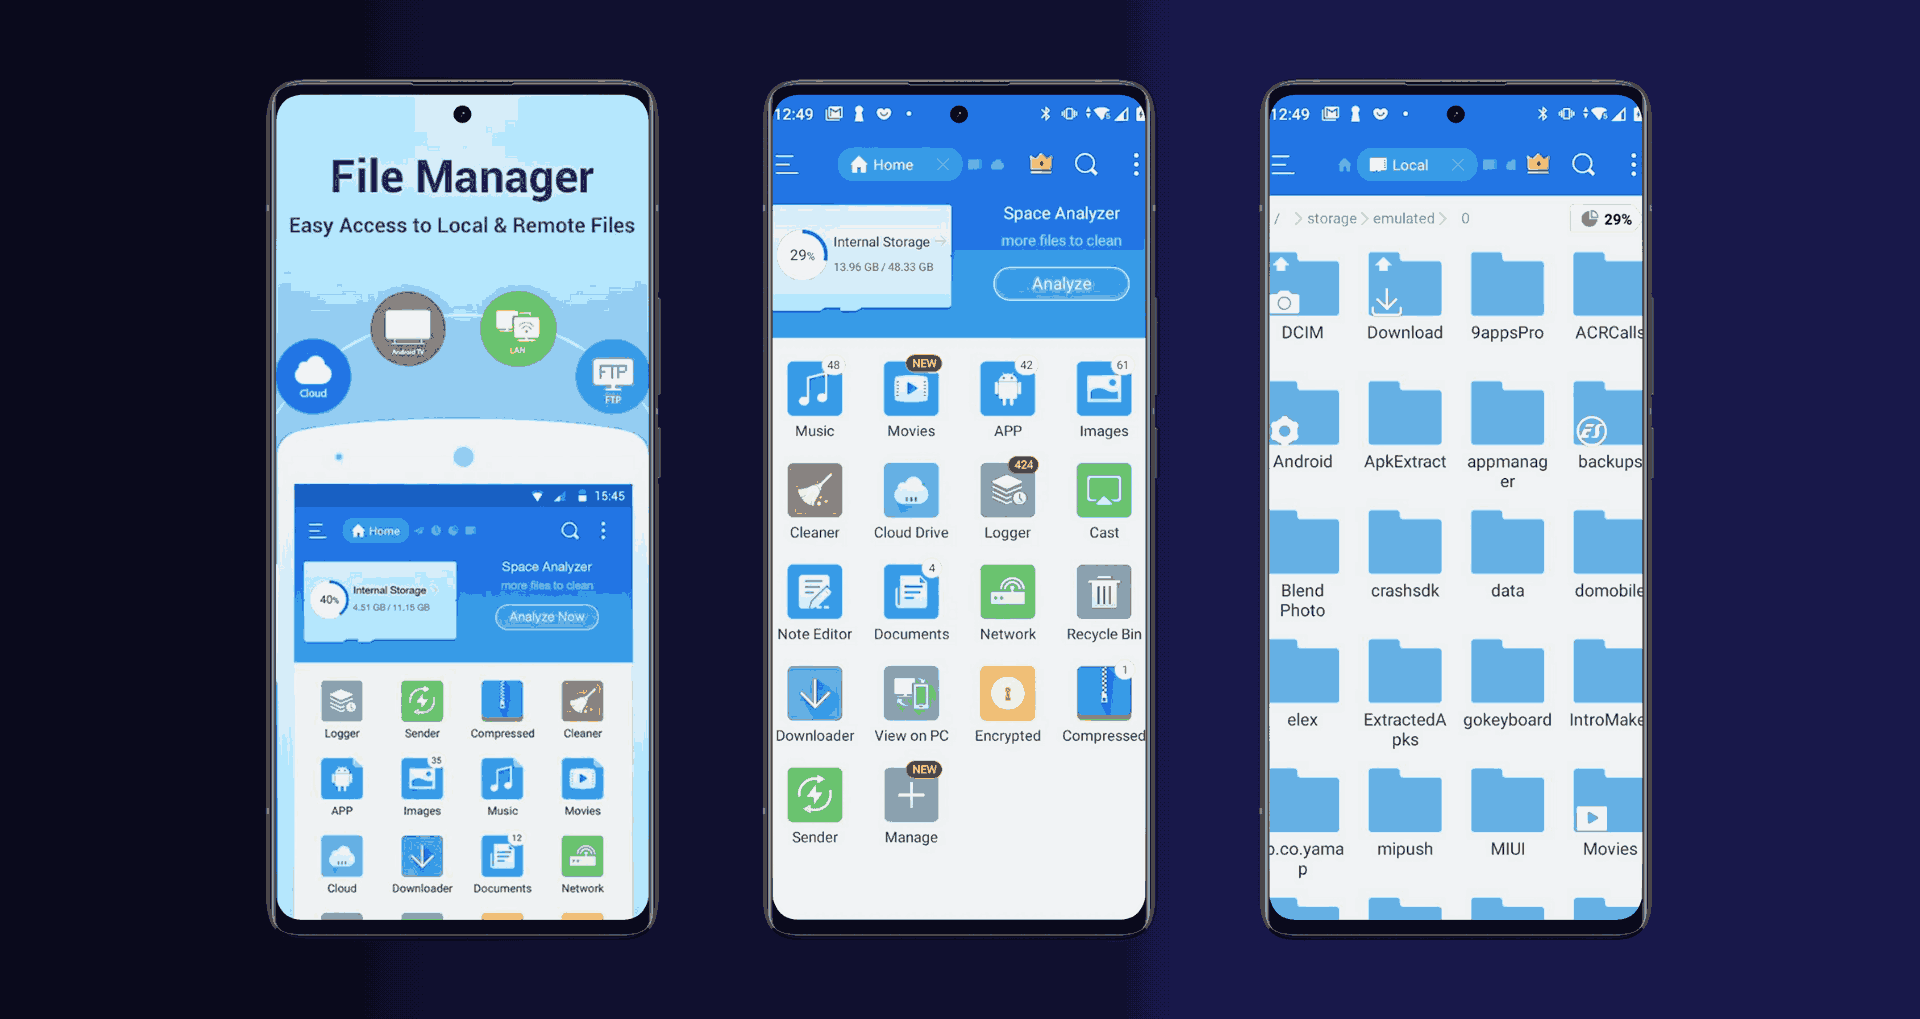 File Manager
Easy Access to Local & Remote Files
Android TV
LAN
Cloud
FTP
FTP
15:45
Home
Space Analyzer
more files to clean
Analyze Now
40%
Internal Storage
4.51 GB / 11.15 GB
Logger
Sender
Compressed
Cleaner
35
APP
Images
Music
Movies
12
Cloud
Downloader
Documents
Network
12:49
Home
Space Analyzer
more files to clean
Analyze
29%
Internal Storage
13.96 GB / 48.33 GB
48
NEW
42
61
Music
Movies
APP
Images
424
Cleaner
Cloud Drive
Logger
Cast
4
Note Editor
Documents
Network
Recycle Bin
1
Downloader
View on PC
Encrypted
Compressed
NEW
Sender
Manage
12:49
Local
/ storage emulated 0
29%
DCIM
Download
9appsPro
ACRCalls
ES
Android
ApkExtract
appmanag
er
backups
Blend
Photo
crashsdk
data
domobile
elex
ExtractedA
pks
gokeyboard
IntroMake
o.co.yama
p
mipush
MIUI
Movies